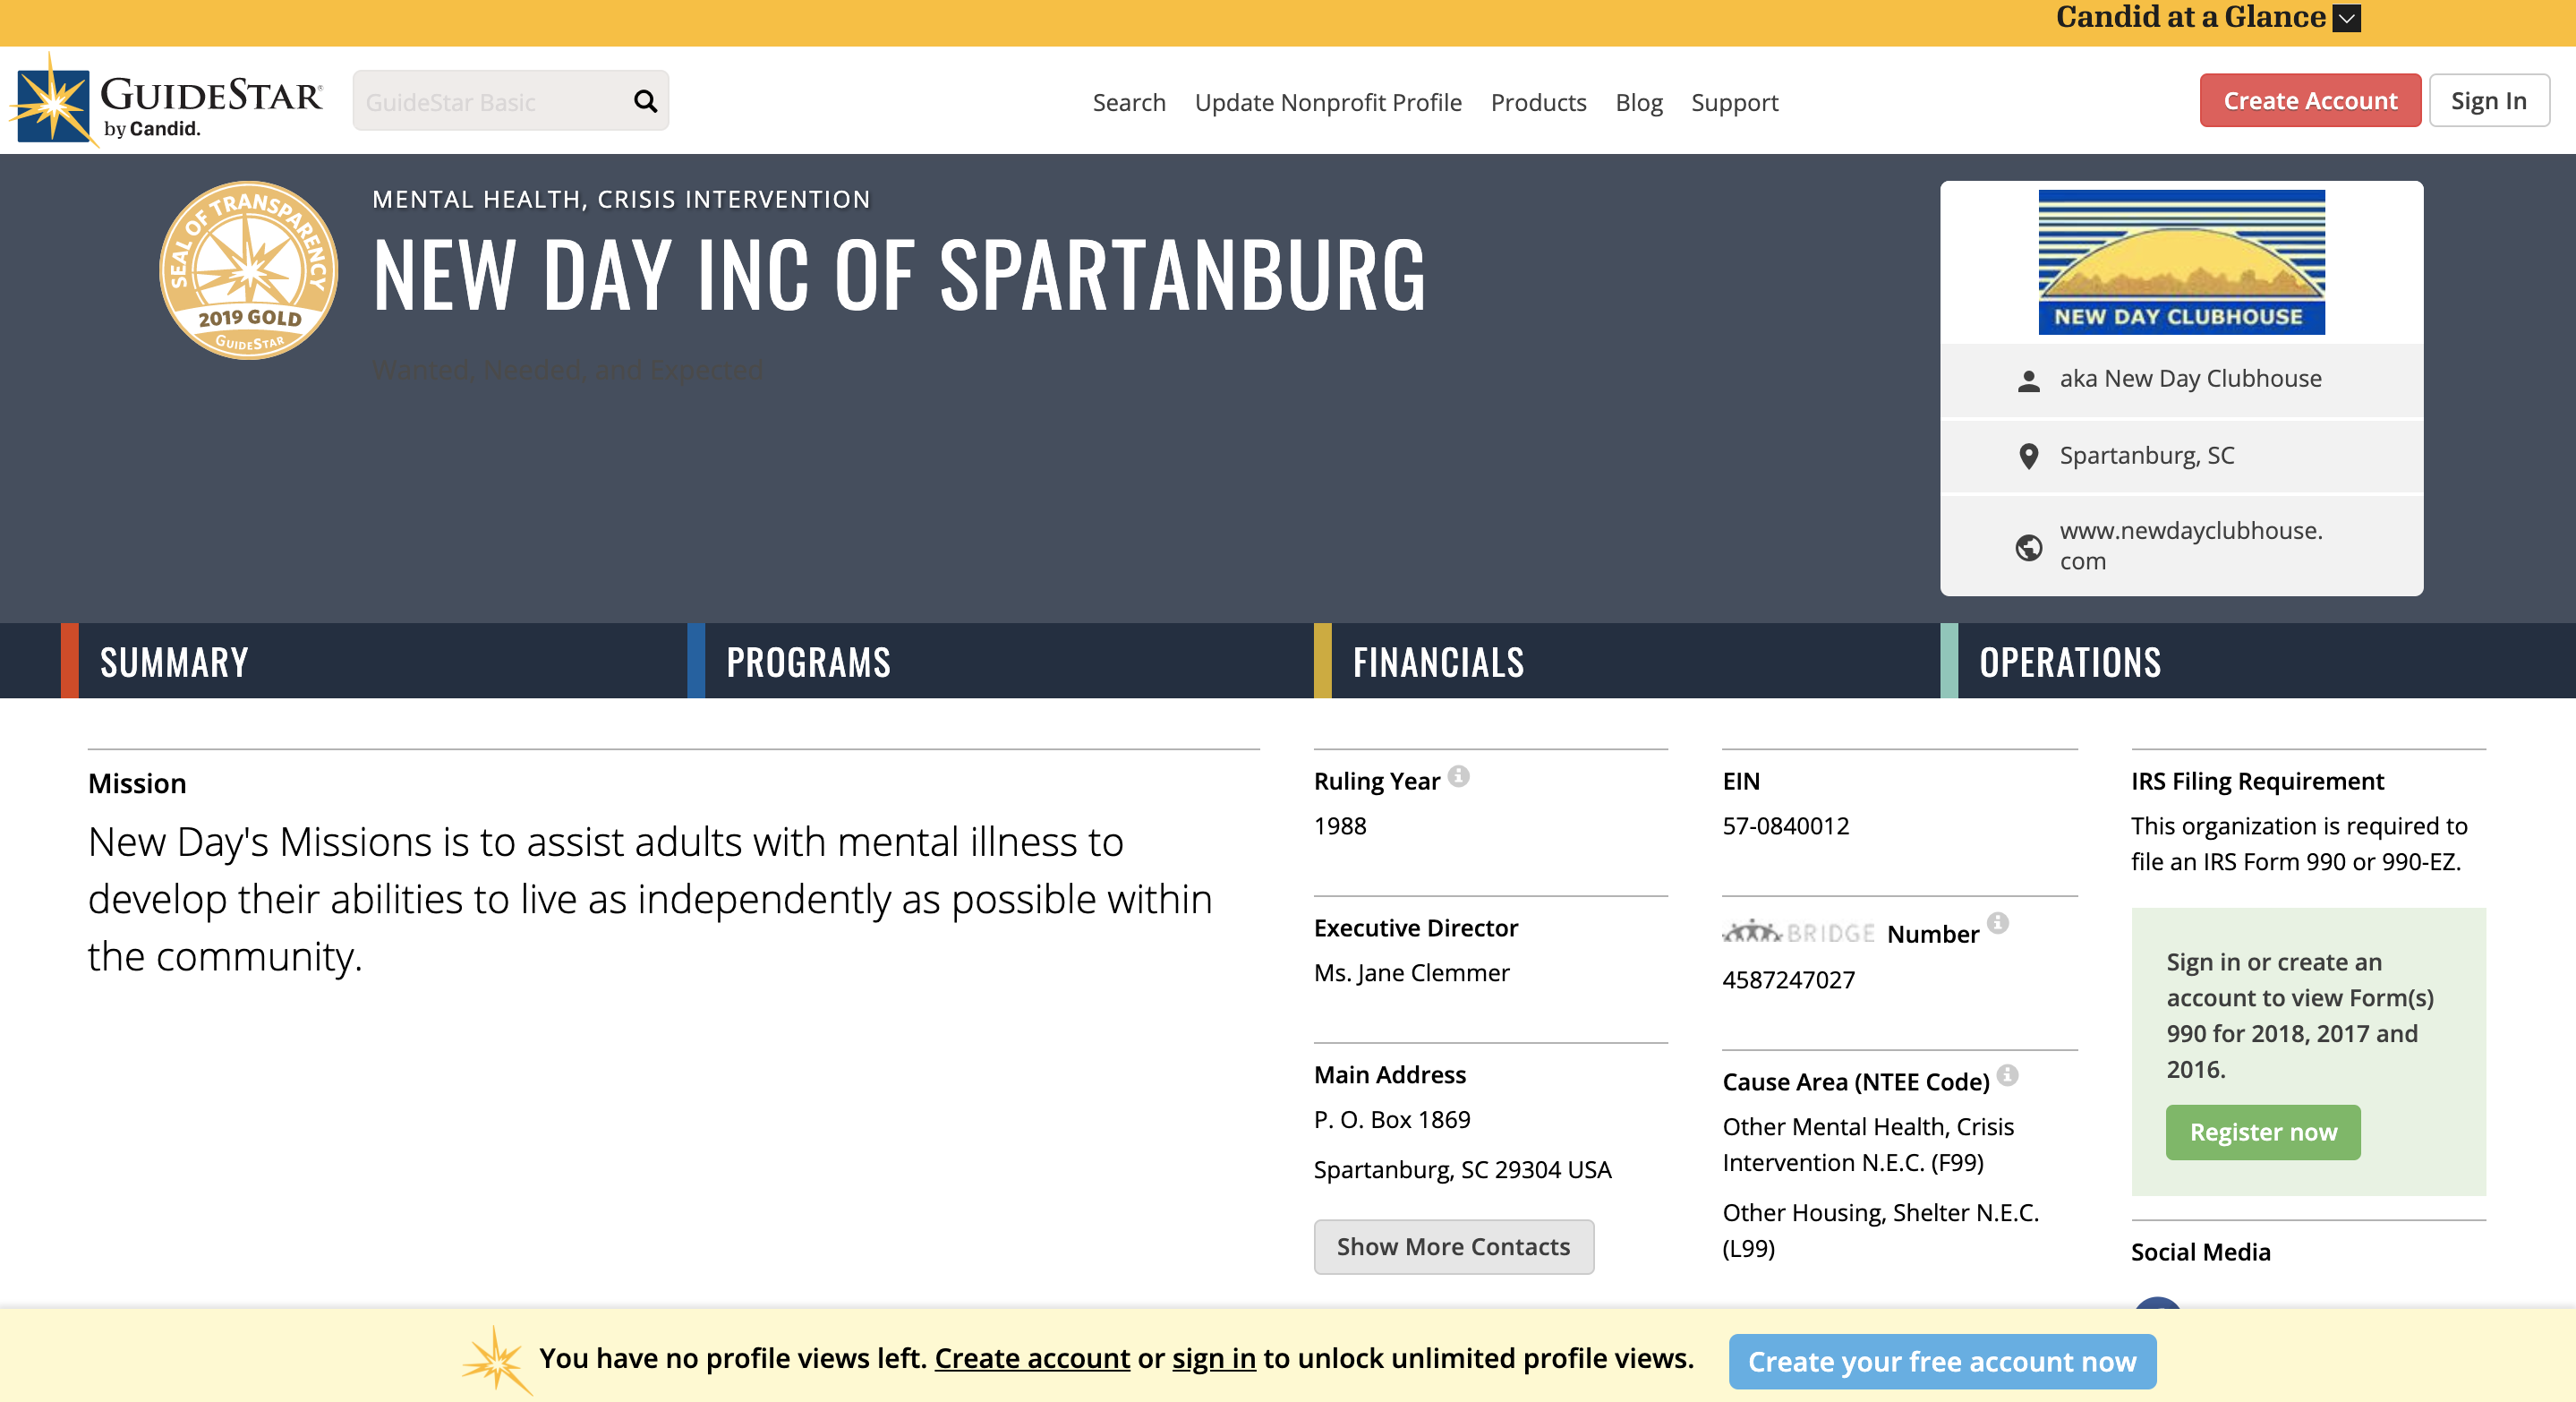 Candid at a Glance
GUIDESTAR®
by Candid.
GuideStar Basic
Search
Update Nonprofit Profile
Products
Blog
Support
Create Account
Sign In
SEAL OF TRANSPARENCY
2019 GOLD
GUIDESTAR
MENTAL HEALTH, CRISIS INTERVENTION
NEW DAY INC OF SPARTANBURG
Wanted, Needed, and Expected
NEW DAY CLUBHOUSE
aka New Day Clubhouse
Spartanburg, SC
www.newdayclubhouse.
com
SUMMARY
PROGRAMS
FINANCIALS
OPERATIONS
Mission
New Day's Missions is to assist adults with mental illness to
develop their abilities to live as independently as possible within
the community.
Ruling Year
1988
Executive Director
Ms. Jane Clemmer
Main Address
P. O. Box 1869
Spartanburg, SC 29304 USA
Show More Contacts
EIN
57-0840012
BRIDGE Number
4587247027
Cause Area (NTEE Code)
Other Mental Health, Crisis
Intervention N.E.C. (F99)
Other Housing, Shelter N.E.C.
(L99)
IRS Filing Requirement
This organization is required to
file an IRS Form 990 or 990-EZ.
Sign in or create an
account to view Form(s)
990 for 2018, 2017 and
2016.
Register now
Social Media
You have no profile views left. Create account or sign in to unlock unlimited profile views.
Create your free account now